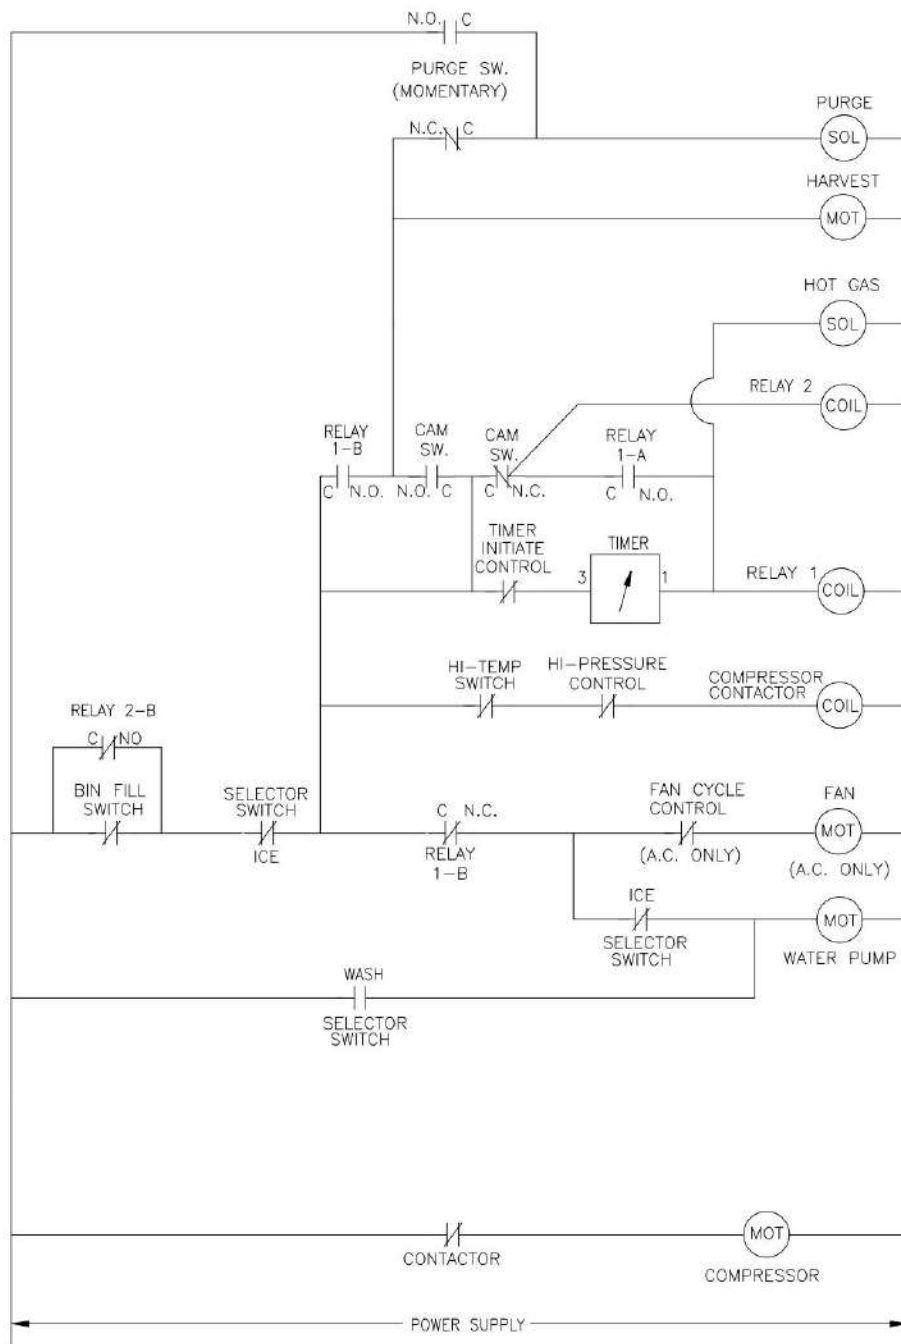 N.O. C
PURGE SW.
(MOMENTARY)
PURGE
N.C. C
SOL
HARVEST
MOT
HOT GAS
SOL
RELAY 2
COIL
RELAY
1-B
CAM
SW.
CAM
SW.
RELAY
1-A
C N.O.
N.O. C
C N.C.
C N.O.
TIMER
INITIATE
CONTROL
TIMER
3
1
RELAY 1
COIL
HI-TEMP
SWITCH
HI-PRESSURE
CONTROL
COMPRESSOR
CONTACTOR
COIL
RELAY 2-B
C NO
BIN FILL
SWITCH
SELECTOR
SWITCH
ICE
C N.C.
RELAY
1-B
FAN CYCLE
CONTROL
(A.C. ONLY)
FAN
MOT
(A.C. ONLY)
ICE
SELECTOR
SWITCH
MOT
WATER PUMP
WASH
SELECTOR
SWITCH
CONTACTOR
MOT
COMPRESSOR
POWER SUPPLY